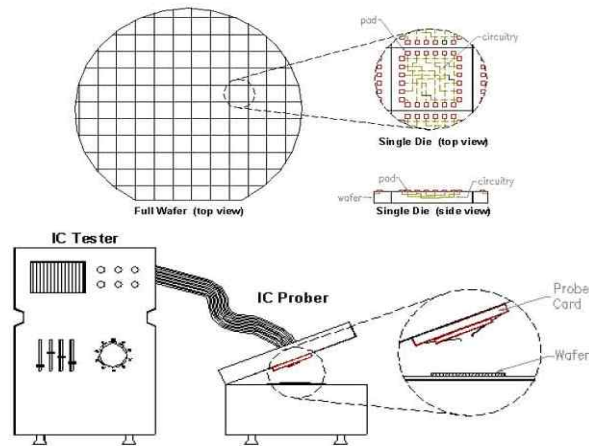 pad
circuitry
Single Die (top view)
pad
circuitry
wafer
Full Wafer (top view)
Single Die (side view)
IC Tester
IC Prober
Probe
Card
Wafer